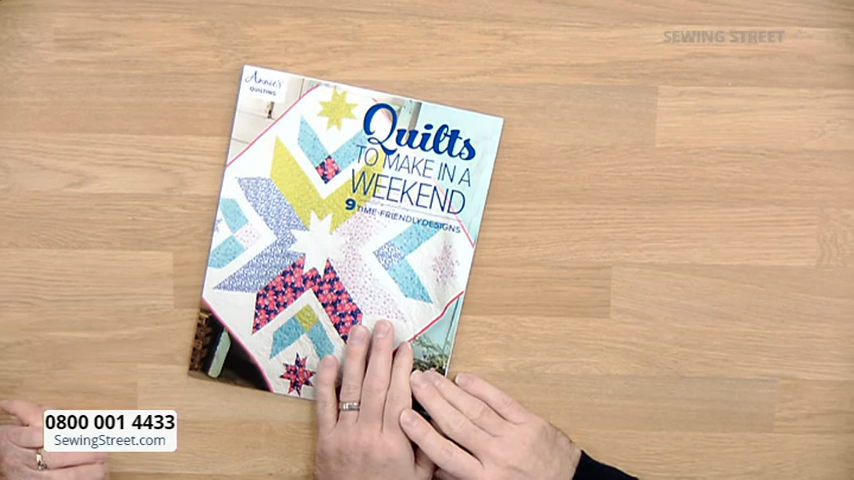 SEWING STREET
Annie's
QUILTING
Quilts
TO MAKE IN A
WEEKEND
9 TIME-FRIENDLY DESIGNS
0800 001 4433
SewingStreet.com